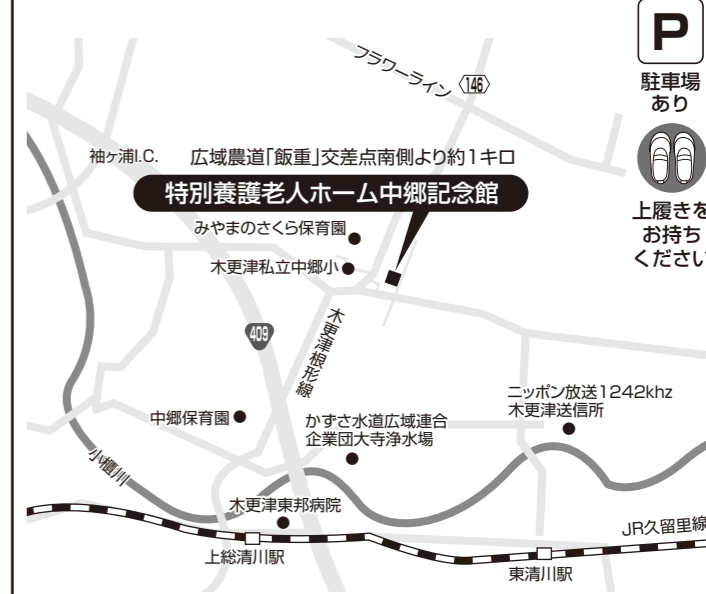 P
駐車場
あり
上履きを
お持ち
ください
フラワーライン
146
袖ヶ浦I.C.
広域農道「飯重」交差点南側より約1キロ
特別養護老人ホーム中郷記念館
みやまのさくら保育園
木更津私立中郷小
409
木更津根形線
中郷保育園
かずさ水道広域連合
企業団大寺浄水場
ニッポン放送1242khz
木更津送信所
小櫃川
木更津東邦病院
上総清川駅
JR久留里線
東清川駅